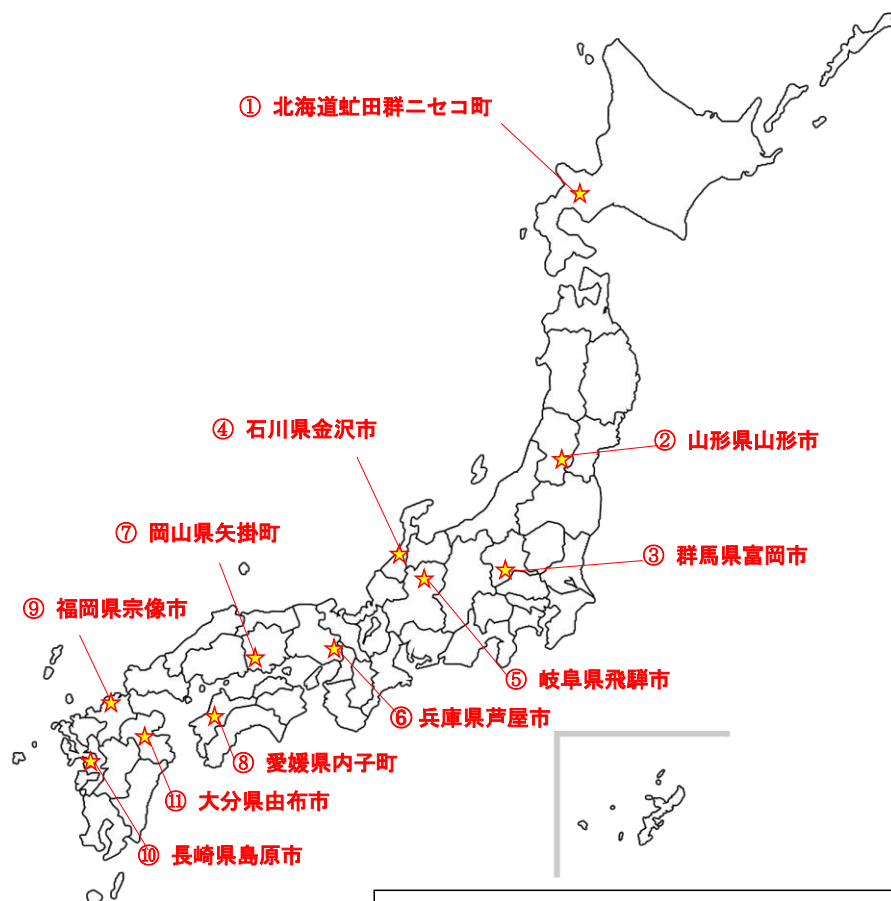 ① 北海道虻田群ニセコ町
④ 石川県金沢市
② 山形県山形市
⑦ 岡山県矢掛町
③ 群馬県富岡市
⑨ 福岡県宗像市
⑤ 岐阜県飛騨市
⑥ 兵庫県芦屋市
⑧ 愛媛県内子町
⑪ 大分県由布市
⑩ 長崎県島原市